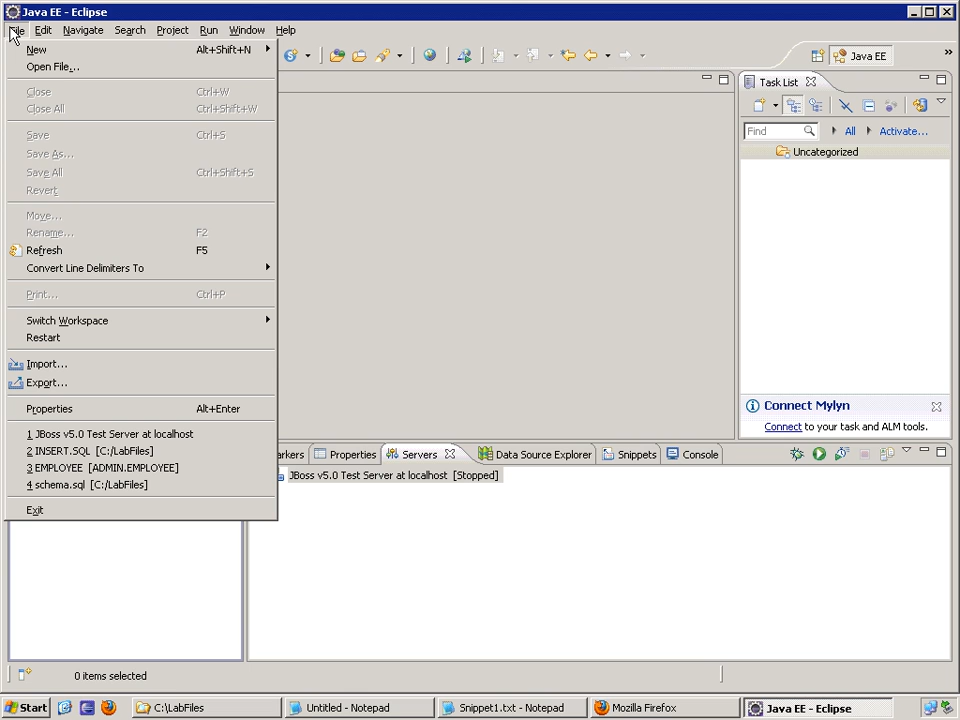 Java EE - Eclipse
File Edit Navigate Search Project Run Window Help
New Alt+Shift+N
Open File...
Close Ctrl+W
Close All Ctrl+Shift+W
Save Ctrl+S
Save As...
Save All Ctrl+Shift+S
Revert
Move...
Rename... F2
Refresh F5
Convert Line Delimiters To
Print... Ctrl+P
Switch Workspace
Restart
Import...
Export...
Properties Alt+Enter
1 JBoss v5.0 Test Server at localhost
2 INSERT.SQL [C:/LabFiles]
3 EMPLOYEE [ADMIN.EMPLOYEE]
4 schema.sql [C:/LabFiles]
Exit
Java EE
Task List
Find All Activate...
Uncategorized
Connect Mylyn
Connect to your task and ALM tools.
arkers Properties Servers Data Source Explorer Snippets Console
JBoss v5.0 Test Server at localhost [Stopped]
0 items selected
Start C:\LabFiles Untitled - Notepad Snippet1.txt - Notepad Mozilla Firefox Java EE - Eclipse